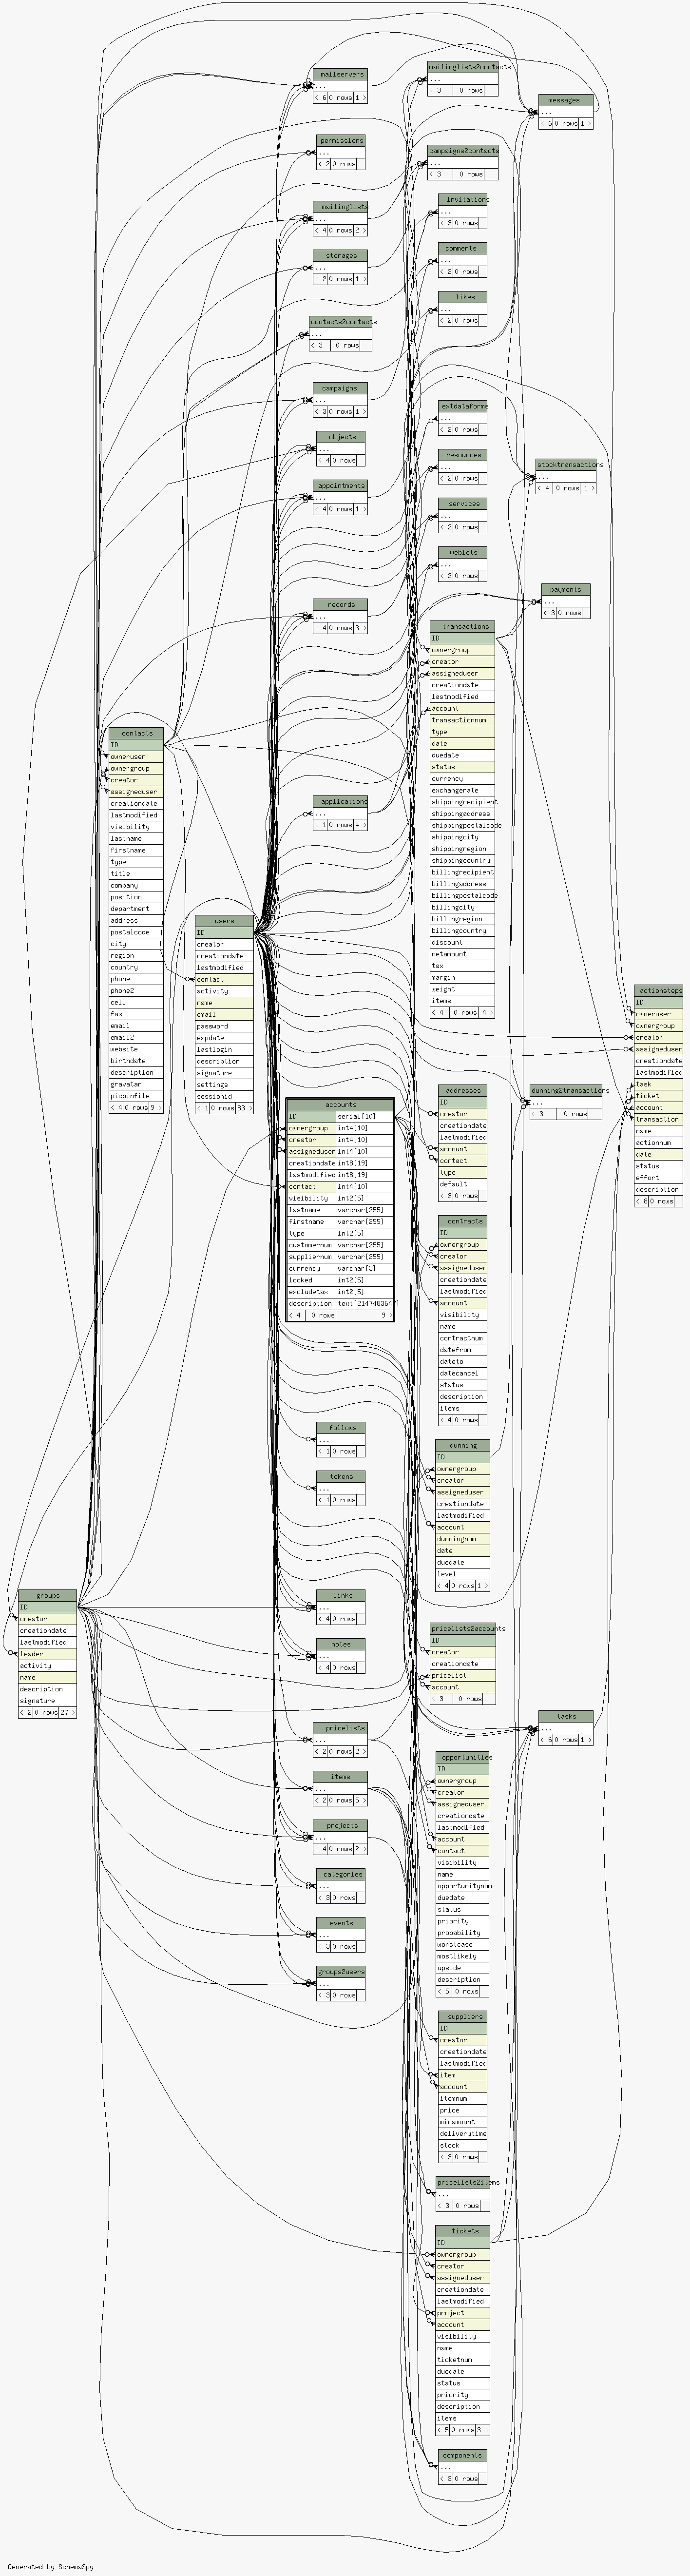 mailservers
...
< 6 0 rows 1 >
permissions
...
< 2 0 rows
mailinglists
...
< 4 0 rows 2 >
storages
...
< 2 0 rows 1 >
contacts2contacts
...
< 3 0 rows
campaigns
...
< 3 0 rows 1 >
objects
...
< 4 0 rows
appointments
...
< 4 0 rows 1 >
records
...
< 4 0 rows 3 >
applications
...
< 1 0 rows 4 >
mailinglists2contacts
...
< 3 0 rows
campaigns2contacts
...
< 3 0 rows
invitations
...
< 3 0 rows
comments
...
< 2 0 rows
likes
...
< 2 0 rows
extdataforms
...
< 2 0 rows
resources
...
< 2 0 rows
services
...
< 2 0 rows
weblets
...
< 2 0 rows
messages
...
< 6 0 rows 1 >
stocktransactions
...
< 4 0 rows 1 >
payments
...
< 3 0 rows
transactions
ID
ownergroup
creator
assigneduser
creationdate
lastmodified
account
transactionnum
type
date
duedate
status
currency
exchangerate
shippingrecipient
shippingaddress
shippingpostalcode
shippingcity
shippingregion
shippingcountry
billingrecipient
billingaddress
billingpostalcode
billingcity
billingregion
billingcountry
discount
netamount
tax
margin
weight
items
< 4 0 rows 4 >
contacts
ID
owneruser
ownergroup
creator
assigneduser
creationdate
lastmodified
visibility
lastname
firstname
type
title
company
position
department
address
postalcode
city
region
country
phone
phone2
cell
fax
email
email2
website
birthdate
description
gravatar
picbinfile
< 4 0 rows 9 >
users
ID
creator
creationdate
lastmodified
contact
activity
name
email
password
expdate
lastlogin
description
signature
settings
sessionid
< 1 0 rows 83 >
accounts
ID serial[10]
ownergroup int4[10]
creator int4[10]
assigneduser int4[10]
creationdate int8[19]
lastmodified int8[19]
contact int4[10]
visibility int2[5]
lastname varchar[255]
firstname varchar[255]
type int2[5]
customernum varchar[255]
suppliernum varchar[255]
currency varchar[3]
locked int2[5]
excludetax int2[5]
description text[2147483647]
< 4 0 rows 9 >
actionsteps
ID
owneruser
ownergroup
creator
assigneduser
creationdate
lastmodified
task
ticket
account
transaction
name
actionnum
date
status
effort
description
< 8 0 rows
addresses
ID
creator
creationdate
lastmodified
account
contact
type
default
< 3 0 rows
dunning2transactions
...
< 3 0 rows
contracts
ID
ownergroup
creator
assigneduser
creationdate
lastmodified
account
visibility
name
contractnum
datefrom
dateto
datecancel
status
description
items
< 4 0 rows
follows
...
< 1 0 rows
tokens
...
< 1 0 rows
dunning
ID
ownergroup
creator
assigneduser
creationdate
lastmodified
account
dunningnum
date
duedate
level
< 4 0 rows 1 >
groups
ID
creator
creationdate
lastmodified
leader
activity
name
description
signature
< 2 0 rows 27 >
links
...
< 4 0 rows
notes
...
< 4 0 rows
pricelists
...
< 2 0 rows 2 >
items
...
< 2 0 rows 5 >
projects
...
< 4 0 rows 2 >
categories
...
< 3 0 rows
events
...
< 3 0 rows
groups2users
...
< 3 0 rows
pricelists2accounts
ID
creator
creationdate
pricelist
account
< 3 0 rows
tasks
...
< 6 0 rows 1 >
opportunities
ID
ownergroup
creator
assigneduser
creationdate
lastmodified
account
contact
visibility
name
opportunitynum
duedate
status
priority
probability
worstcase
mostlikely
upside
description
< 5 0 rows
suppliers
ID
creator
creationdate
lastmodified
item
account
itemnum
price
minamount
deliverytime
stock
< 3 0 rows
pricelists2items
...
< 3 0 rows
tickets
ID
ownergroup
creator
assigneduser
creationdate
lastmodified
project
account
visibility
name
ticketnum
duedate
status
priority
description
items
< 5 0 rows 3 >
components
...
< 3 0 rows
Generated by SchemaSpy